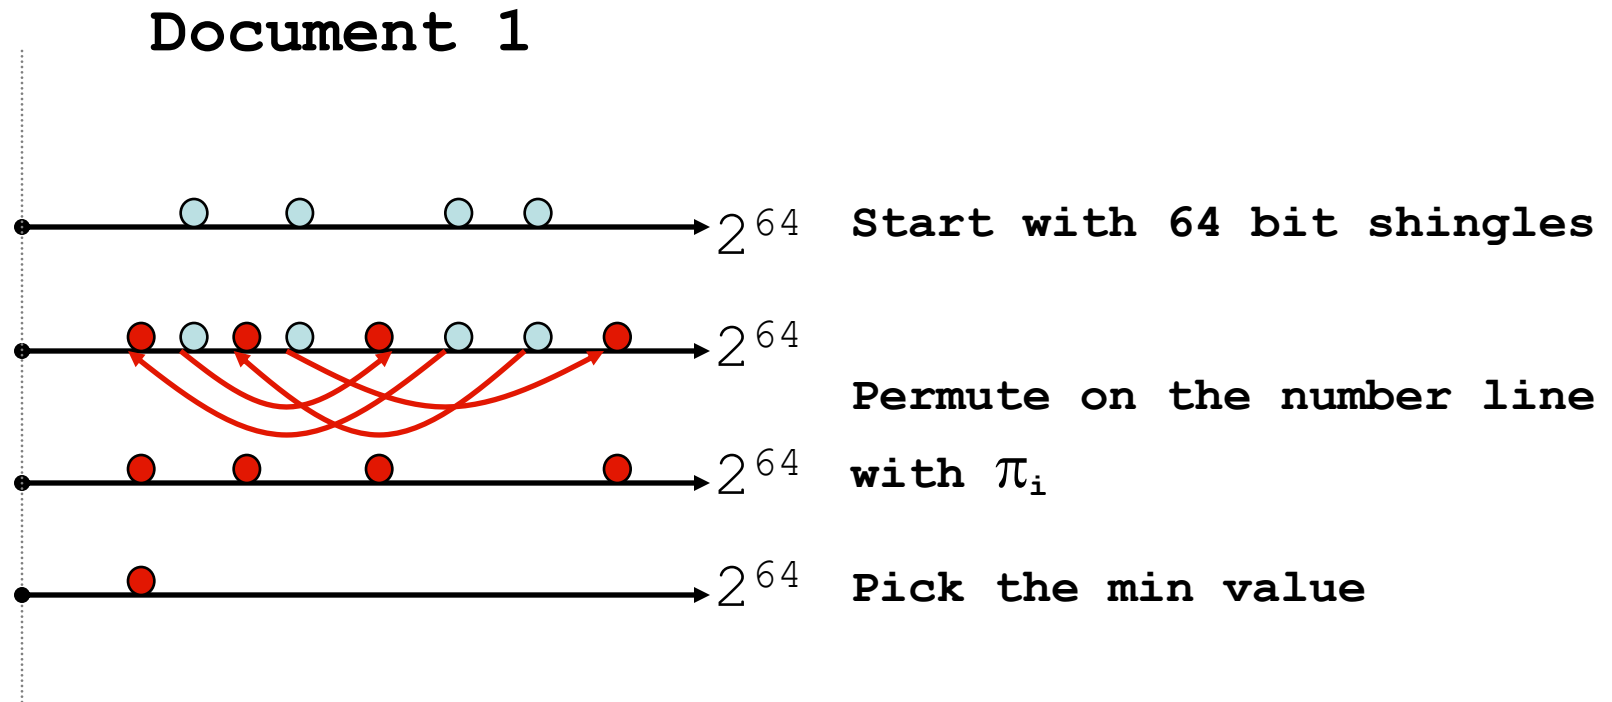 Document 1
2^64 Start with 64 bit shingles
2^64
Permute on the number line
2^64 with π_i
2^64 Pick the min value